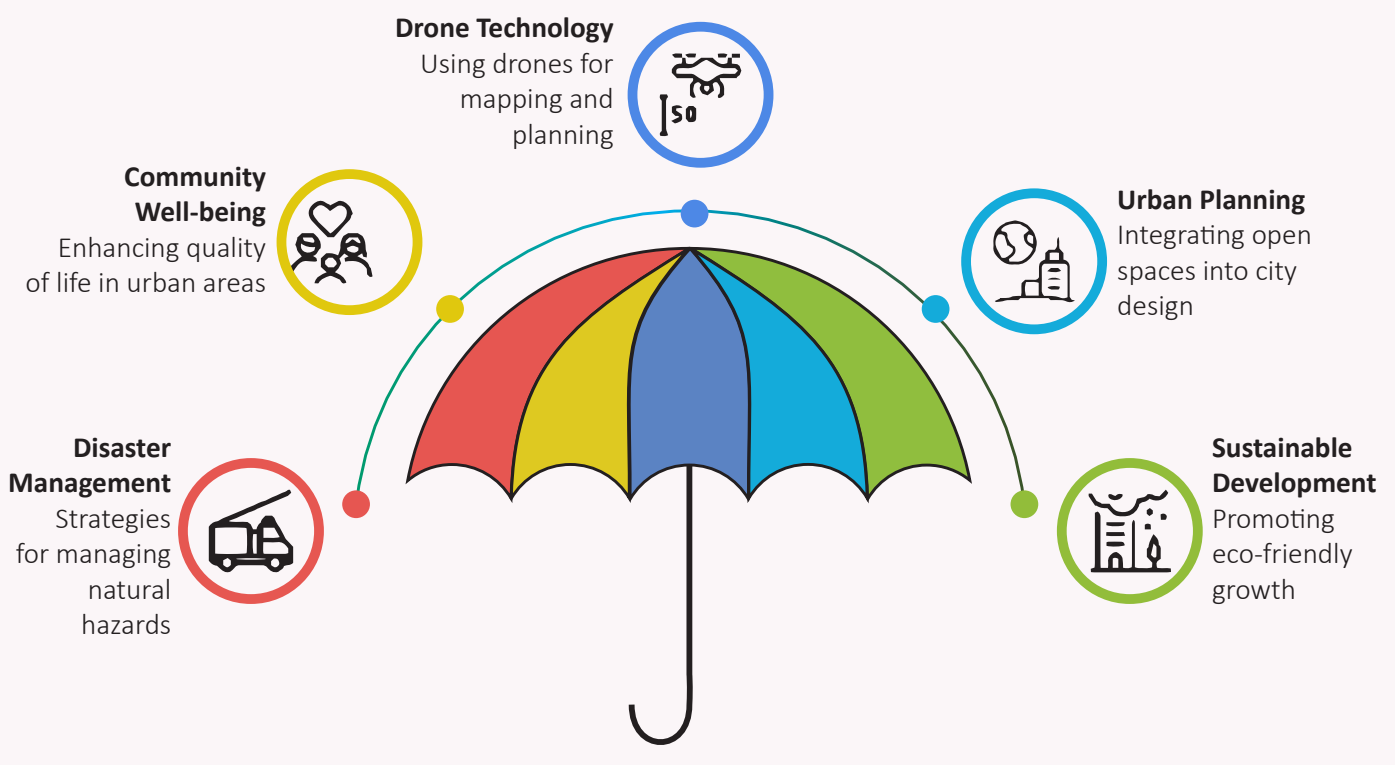 Drone Technology
Using drones for
mapping and
planning
SO
Community
Well-being
Enhancing quality
of life in urban areas
Urban Planning
Integrating open
spaces into city
design
Disaster
Management
Strategies
for managing
natural
hazards
Sustainable
Development
Promoting
eco-friendly
growth